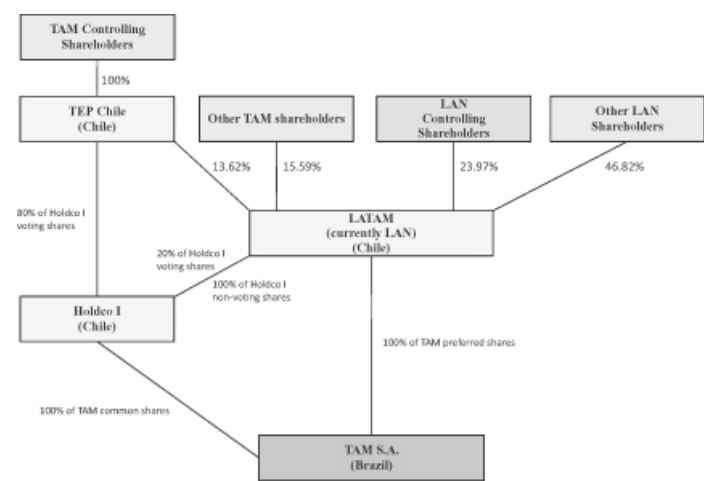 TAM Controlling
Shareholders
100%
TEP Chile
(Chile)
Other TAM shareholders
LAN
Controlling
Shareholders
Other LAN
Shareholders
13.62%
15.59%
23.97%
46.82%
80% of Holdco I
voting shares
LATAM
(currently LAN)
(Chile)
20% of Holdco I
voting shares
100% of Holdco I
non-voting shares
Holdco I
(Chile)
100% of TAM preferred shares
100% of TAM common shares
TAM S.A.
(Brazil)